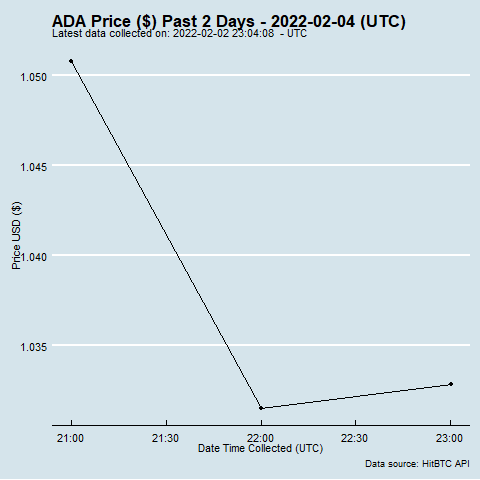 ADA Price ($) Past 2 Days - 2022-02-04 (UTC)
Latest data collected on: 2022-02-02 23:04:08 - UTC
Price USD ($)
1.050
1.045
1.040
1.035
21:00 21:30 22:00 22:30 23:00
Date Time Collected (UTC)
Data source: HitBTC API